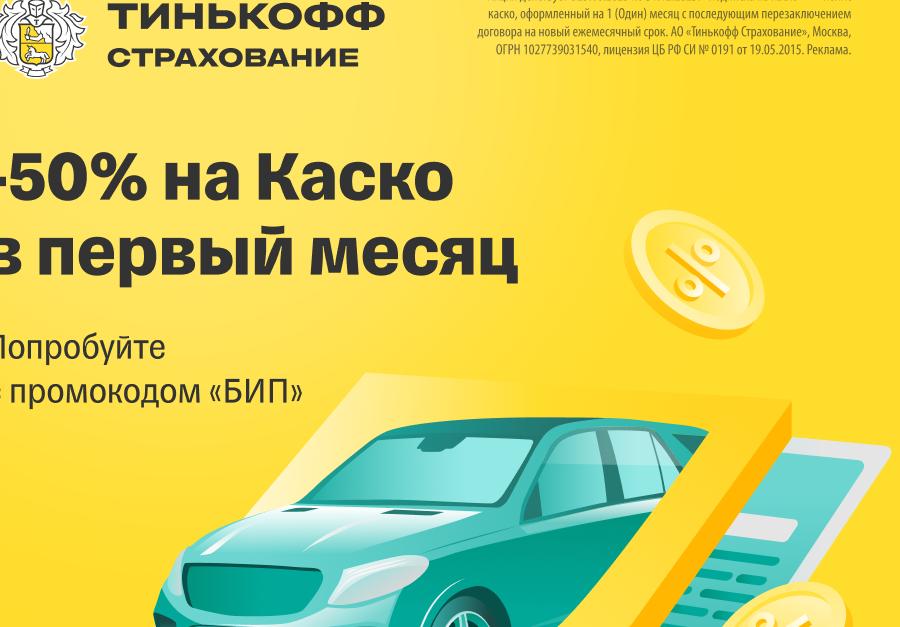 ТИНЬКОФФ
СТРАХОВАНИЕ
каско, оформленный на 1 (Один) месяц с последующим перезаключением
договора на новый ежемесячный срок. АО «Тинькофф Страхование», Москва,
ОГРН 1027739031540, лицензия ЦБ РФ СИ № 0191 от 19.05.2015. Реклама.
-50% на Каско
в первый месяц
Попробуйте
с промокодом «БИП»